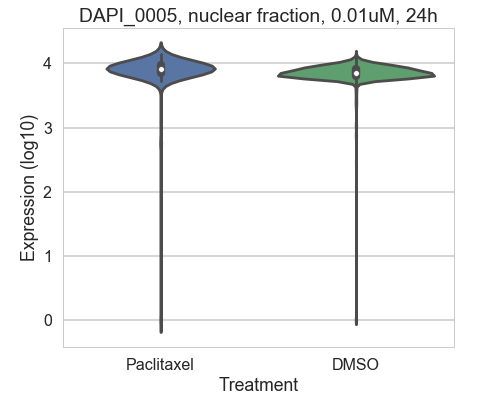 DAPI_0005, nuclear fraction, 0.01uM, 24h
Expression (log10)
4
3
2
1
0
Paclitaxel DMSO
Treatment